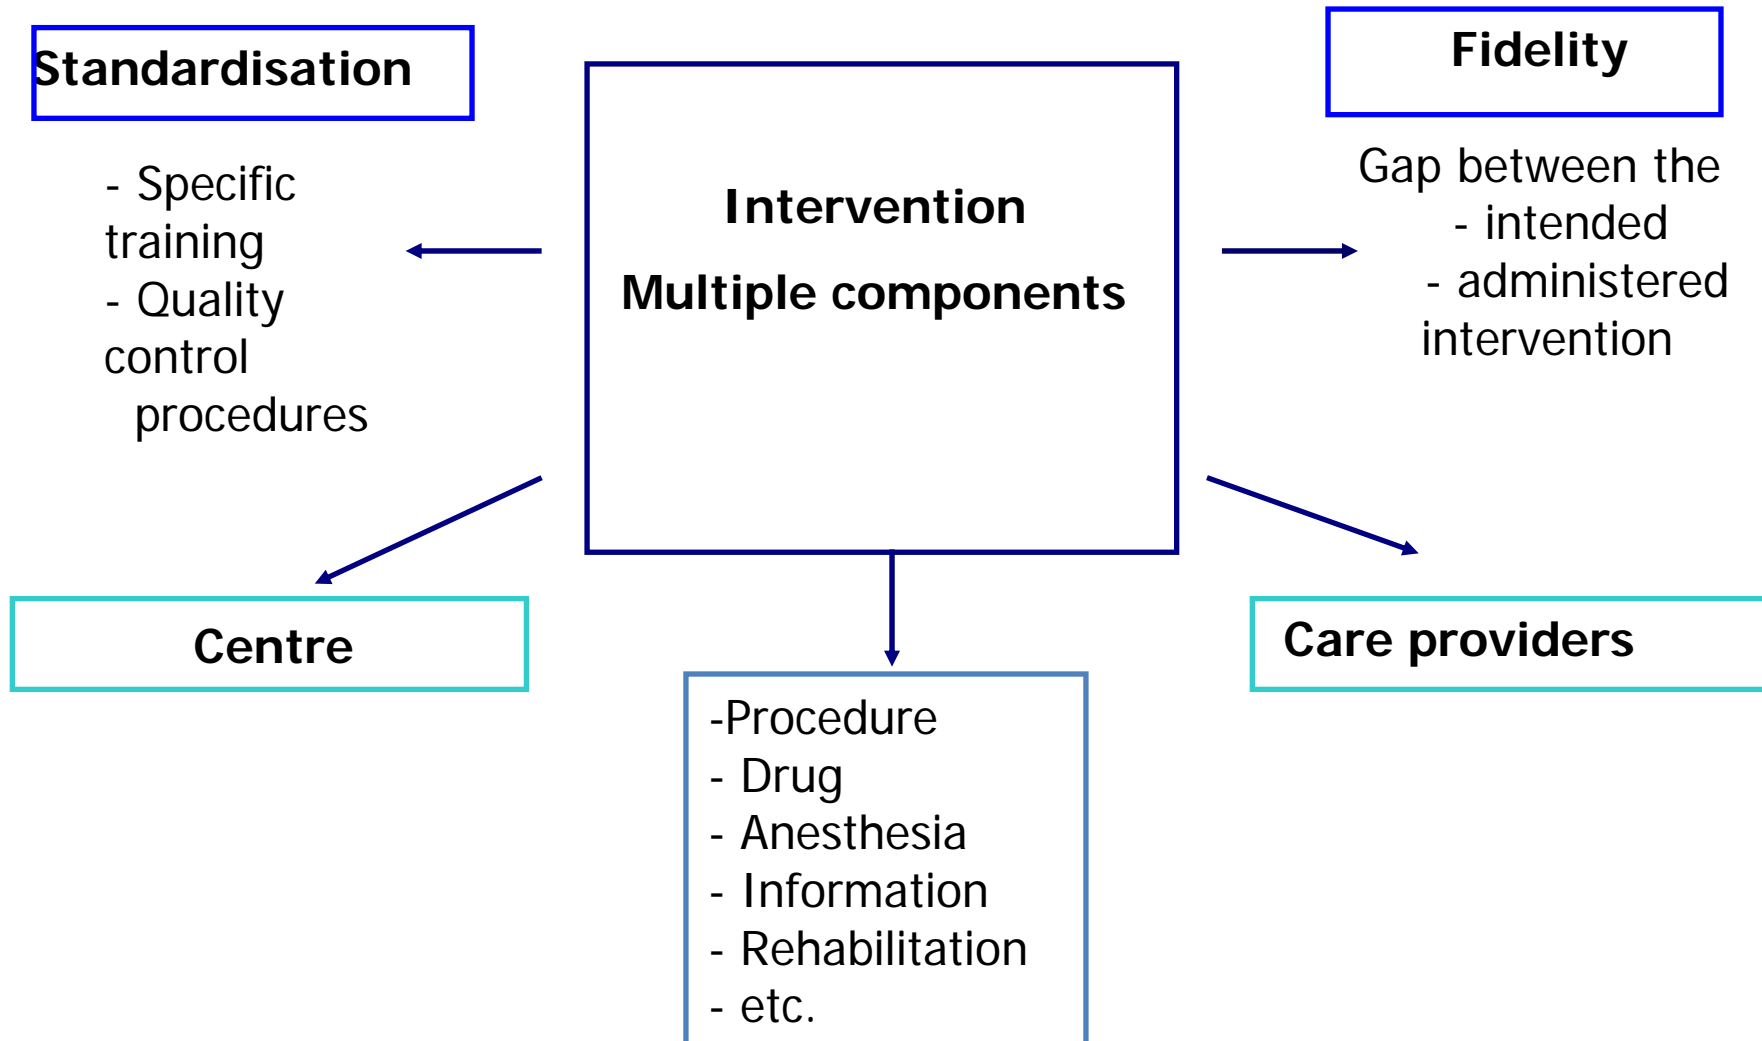 Standardisation
- Specific
training
- Quality
control
procedures
Intervention
Multiple components
Fidelity
Gap between the
- intended
- administered
intervention
Centre
-Procedure
- Drug
- Anesthesia
- Information
- Rehabilitation
- etc.
Care providers